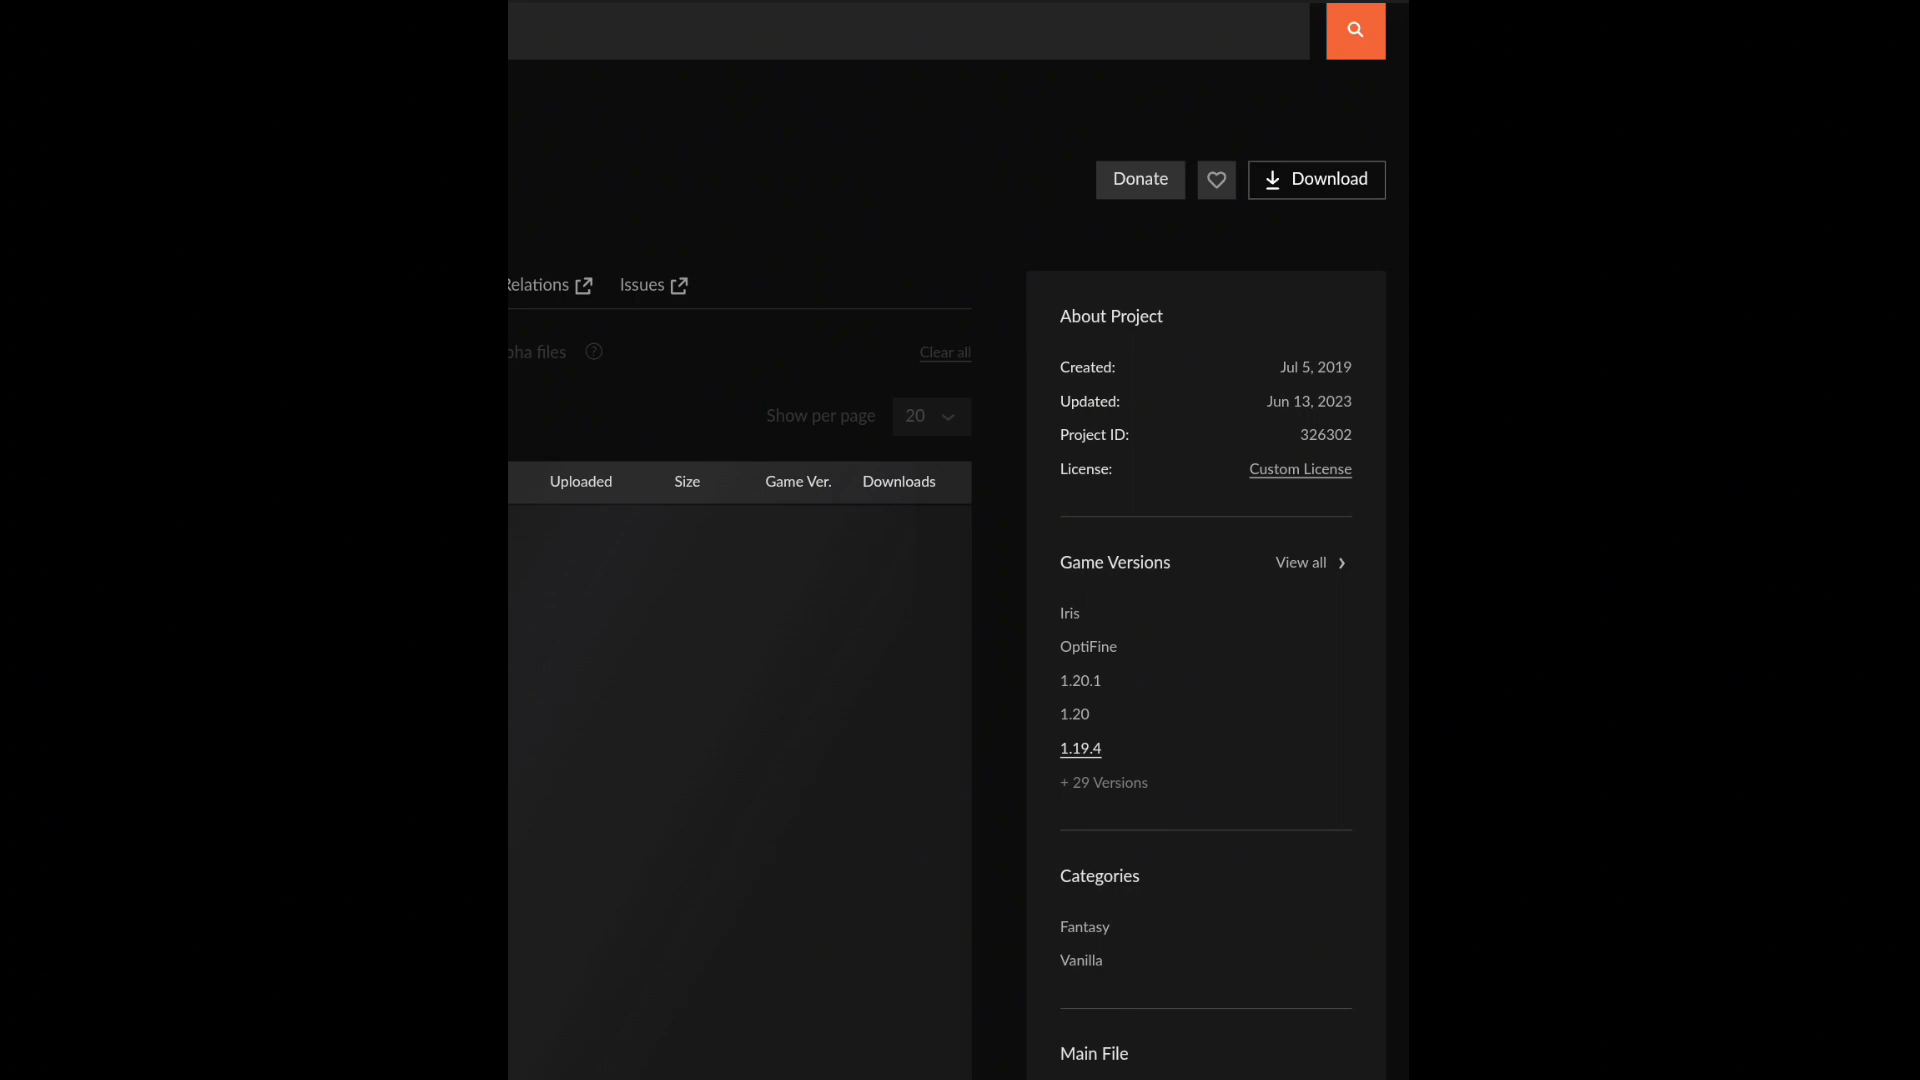 Donate
Download
Relations
Issues
files
Clear all
Show per page
20
Uploaded
Size
Game Ver.
Downloads
About Project
Created:
Jul 5, 2019
Updated:
Jun 13, 2023
Project ID:
326302
License:
Custom License
Game Versions
View all
Iris
OptiFine
1.20.1
1.20
1.19.4
+ 29 Versions
Categories
Fantasy
Vanilla
Main File